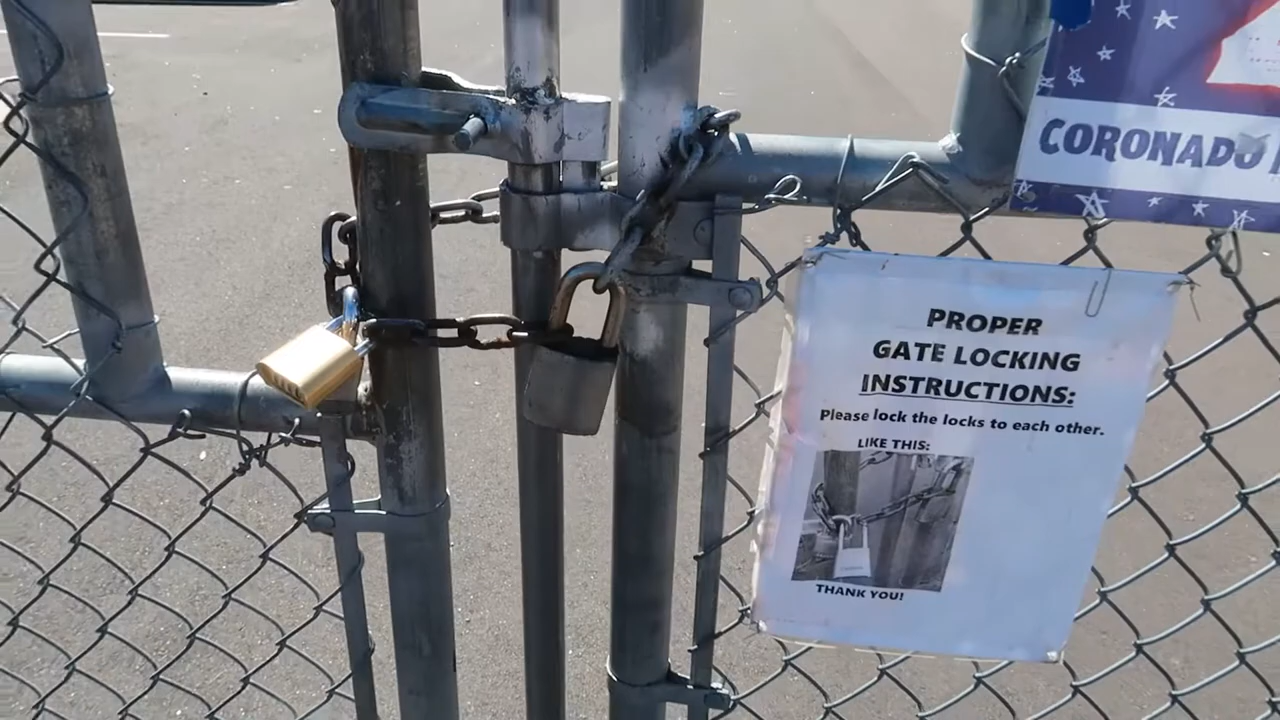 CORONADO
PROPER
GATE LOCKING
INSTRUCTIONS:
Please lock the locks to each other.
LIKE THIS:
THANK YOU!